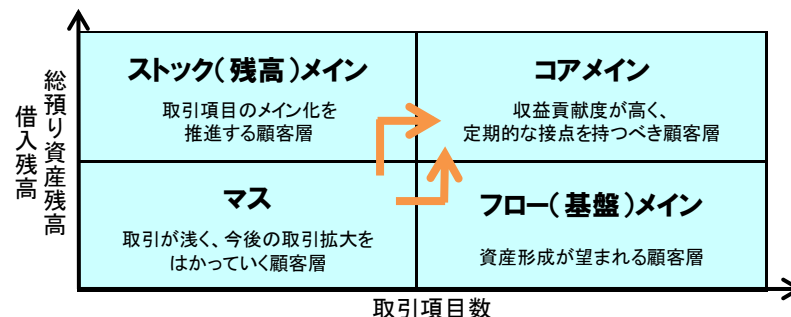 総預り資産残高
借入残高
ストック(残高)メイン
取引項目のメイン化を
推進する顧客層
コアメイン
収益貢献度が高く、
定期的な接点を持つべき顧客層
マス
取引が浅く、今後の取引拡大を
はかっていく顧客層
フロー(基盤)メイン
資産形成が望まれる顧客層
取引項目数